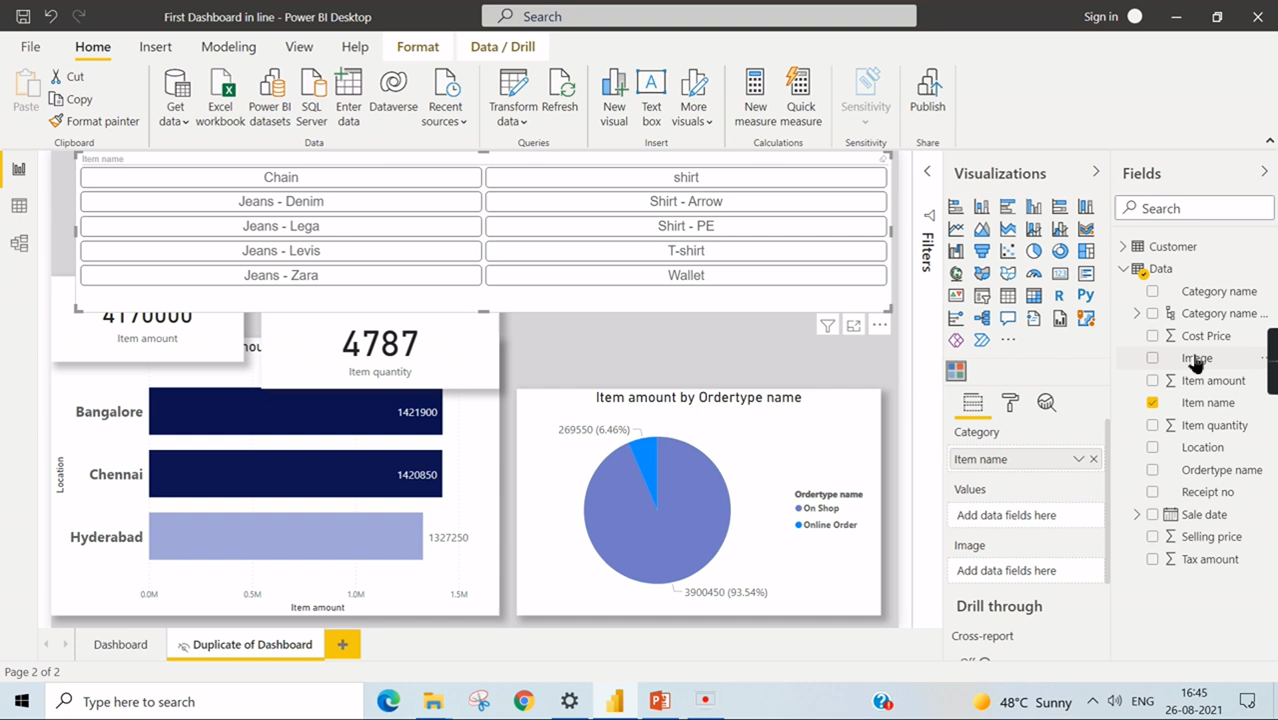 First Dashboard in line - Power BI Desktop
Search
Sign in
File Home Insert Modeling View Help Format Data / Drill
Paste
Cut
Copy
Format painter
Clipboard
Get data
Excel workbook
Power BI datasets
SQL Server
Enter data
Dataverse
Recent sources
Data
Transform data
Refresh
Queries
New visual
Text box
More visuals
Insert
New measure
Quick measure
Calculations
Sensitivity
Sensitivity
Publish
Share
Item name
Chain shirt
Jeans - Denim Shirt - Arrow
Jeans - Lega Shirt - PE
Jeans - Levis T-shirt
Jeans - Zara Wallet
4170000
Item amount
4787
Item quantity
Location
Bangalore 1421900
Chennai 1420850
Hyderabad 1327250
0.0M 0.5M 1.0M 1.5M
Item amount
Item amount by Ordertype name
269550 (6.46%)
3900450 (93.54%)
Ordertype name
On Shop
Online Order
Filters
Visualizations
R Py
Category
Item name
Values
Add data fields here
Image
Add data fields here
Drill through
Cross-report
Fields
Search
Customer
Data
Category name
Category name ...
Cost Price
Image
Item amount
Item name
Item quantity
Location
Ordertype name
Receipt no
Sale date
Selling price
Tax amount
Dashboard Duplicate of Dashboard
Page 2 of 2
Type here to search
48°C Sunny
ENG
16:45
26-08-2021